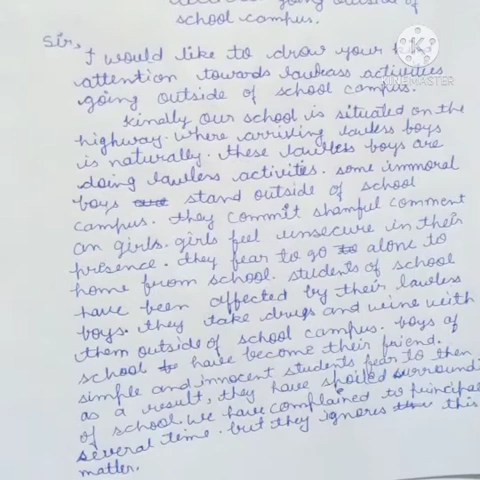 going outside of
school campus.
Sir,
I would like to draw your
attention towards lawless activities
going outside of school campus.
Kindly our school is situated on the
highway. where arriving lawless boys
is naturally. these lawless boys are
doing lawless activities. some immoral
boys stand outside of school
campus. they commit shamful comment
on girls. girls feel unsecure in their
presence. they fear to go alone to
home from school. students of school
have been affected by their lawless
boys. they take drugs and wine with
them outside of school campus. boys of
school have become their friend.
simple and innocent students fear to then
as a result, they have spoiled surround
of school. we have complained to principal
several time. but they ignores this
matter.
KINEMASTER